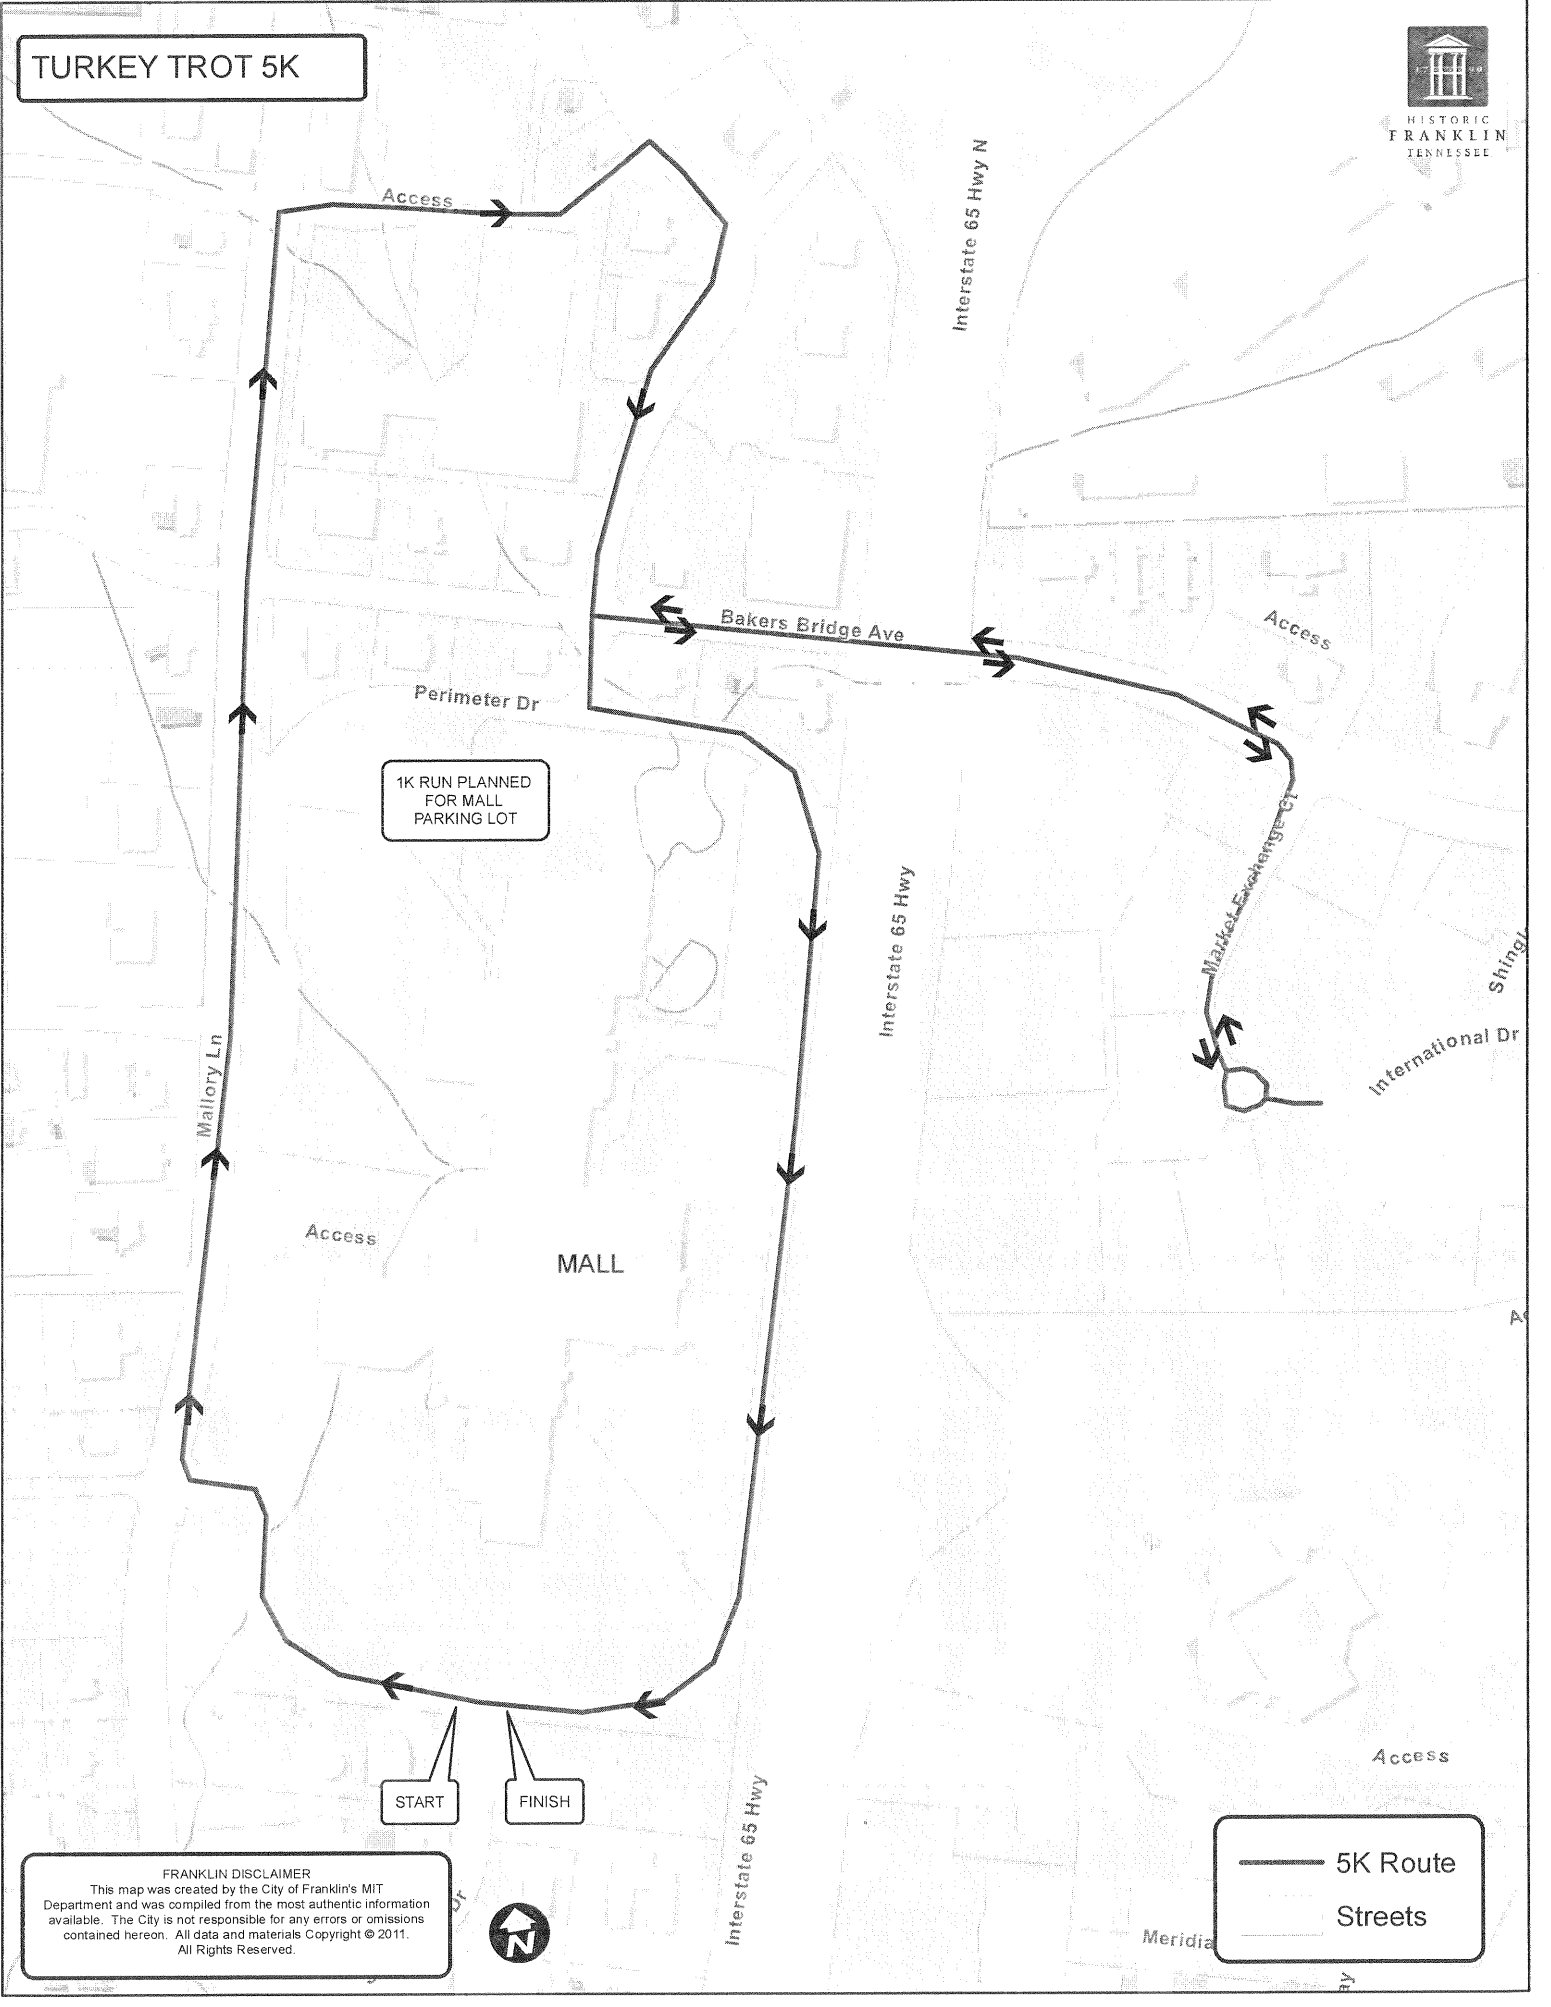 TURKEY TROT 5K
HISTORIC
FRANKLIN
TENNESSEE
Access
Interstate 65 Hwy N
Bakers Bridge Ave
Access
Perimeter Dr
1K RUN PLANNED
FOR MALL
PARKING LOT
Market Exchange Ct
Interstate 65 Hwy
Shingl
International Dr
Mallory Ln
Access
MALL
Access
START
FINISH
Interstate 65 Hwy
FRANKLIN DISCLAIMER
This map was created by the City of Franklin's MIT
Department and was compiled from the most authentic information
available. The City is not responsible for any errors or omissions
contained hereon. All data and materials Copyright © 2011.
All Rights Reserved.
Dr
N
5K Route
Streets
Meridia